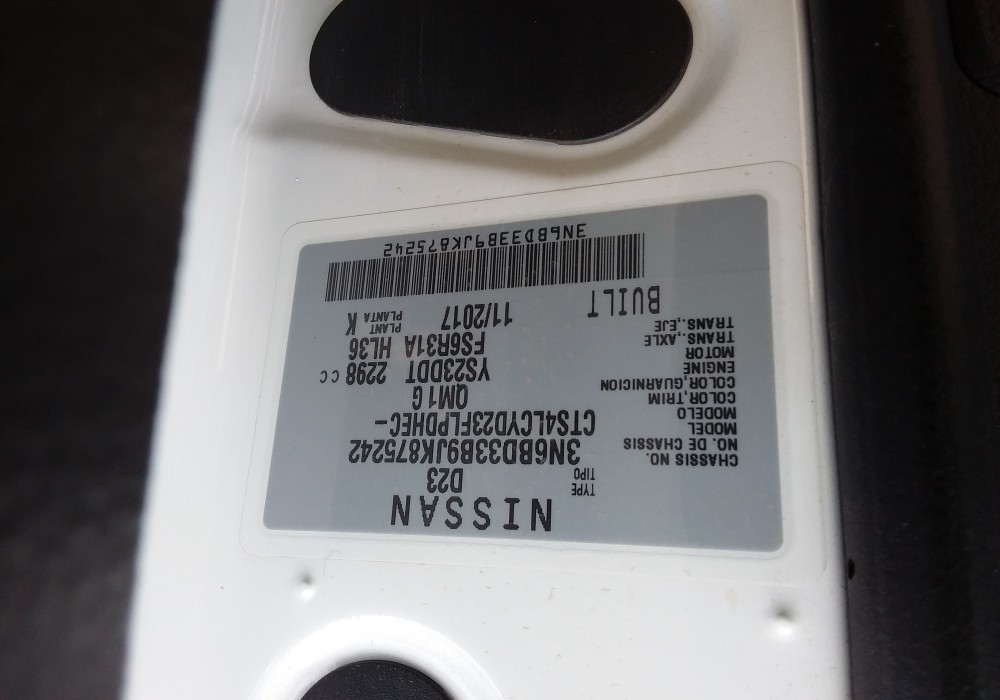 NISSAN
TYPE
TIPO D23
CHASSIS NO.
NO. DE CHASSIS 3N6BD33B9JK875242
MODEL
MODELO CTS4LCYD23FLPDHEC-
COLOR,TRIM
COLOR,GUARNICION QM1 G
ENGINE
MOTOR YS23DDT 2298 CC
TRANS.,AXLE
TRANS.,EJE FS6R31A HL36
BUILT 11/2017 PLANT
PLANTA K
3N6BD33B9JK875242